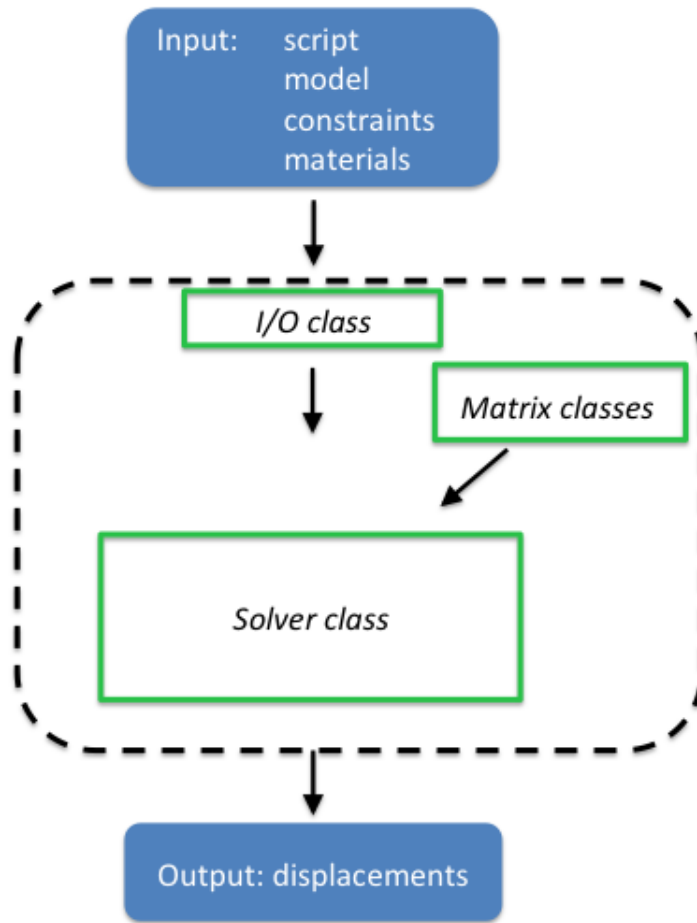 Input: script
model
constraints
materials
I/O class
Matrix classes
Solver class
Output: displacements